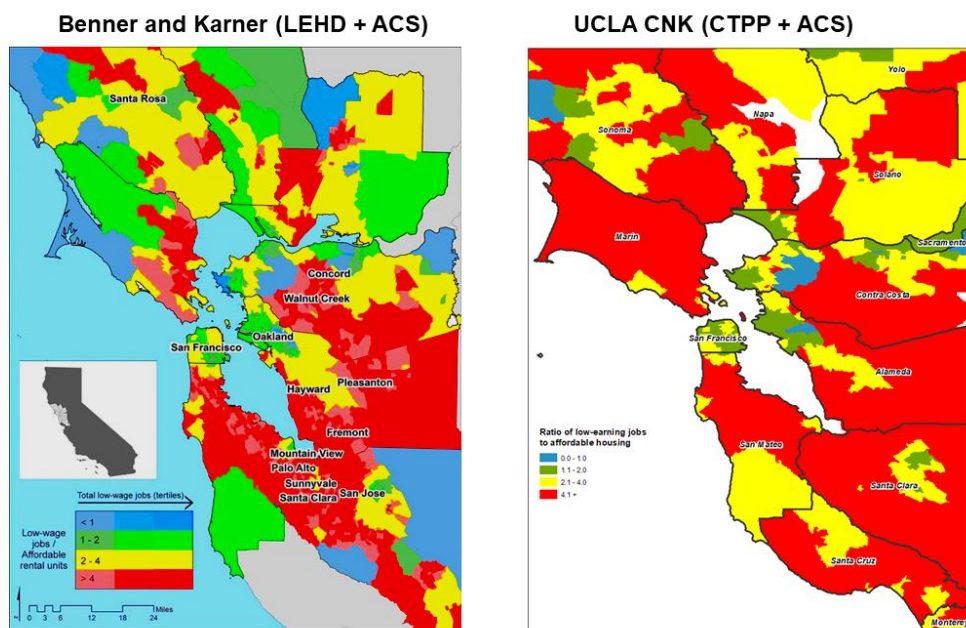 Benner and Karner (LEHD + ACS)
Santa Rosa
Concord
Walnut Creek
Oakland
San Francisco
Hayward
Pleasanton
Fremont
Mountain View
Palo Alto
Sunnyvale
Santa Clara
San Jose
Total low-wage jobs (tertiles)
Low-wage
jobs /
Affordable
rental units
< 1
1 - 2
2 - 4
> 4
Miles
0 3 6 12 18 24
UCLA CNK (CTPP + ACS)
Yolo
Napa
Sonoma
Solano
Marin
Sacramento
Contra Costa
San Francisco
Alameda
Ratio of low-earning jobs
to affordable housing
0.0 - 1.0
1.1 - 2.0
2.1 - 4.0
4.1 +
San Mateo
Santa Clara
Santa Cruz
Monterey